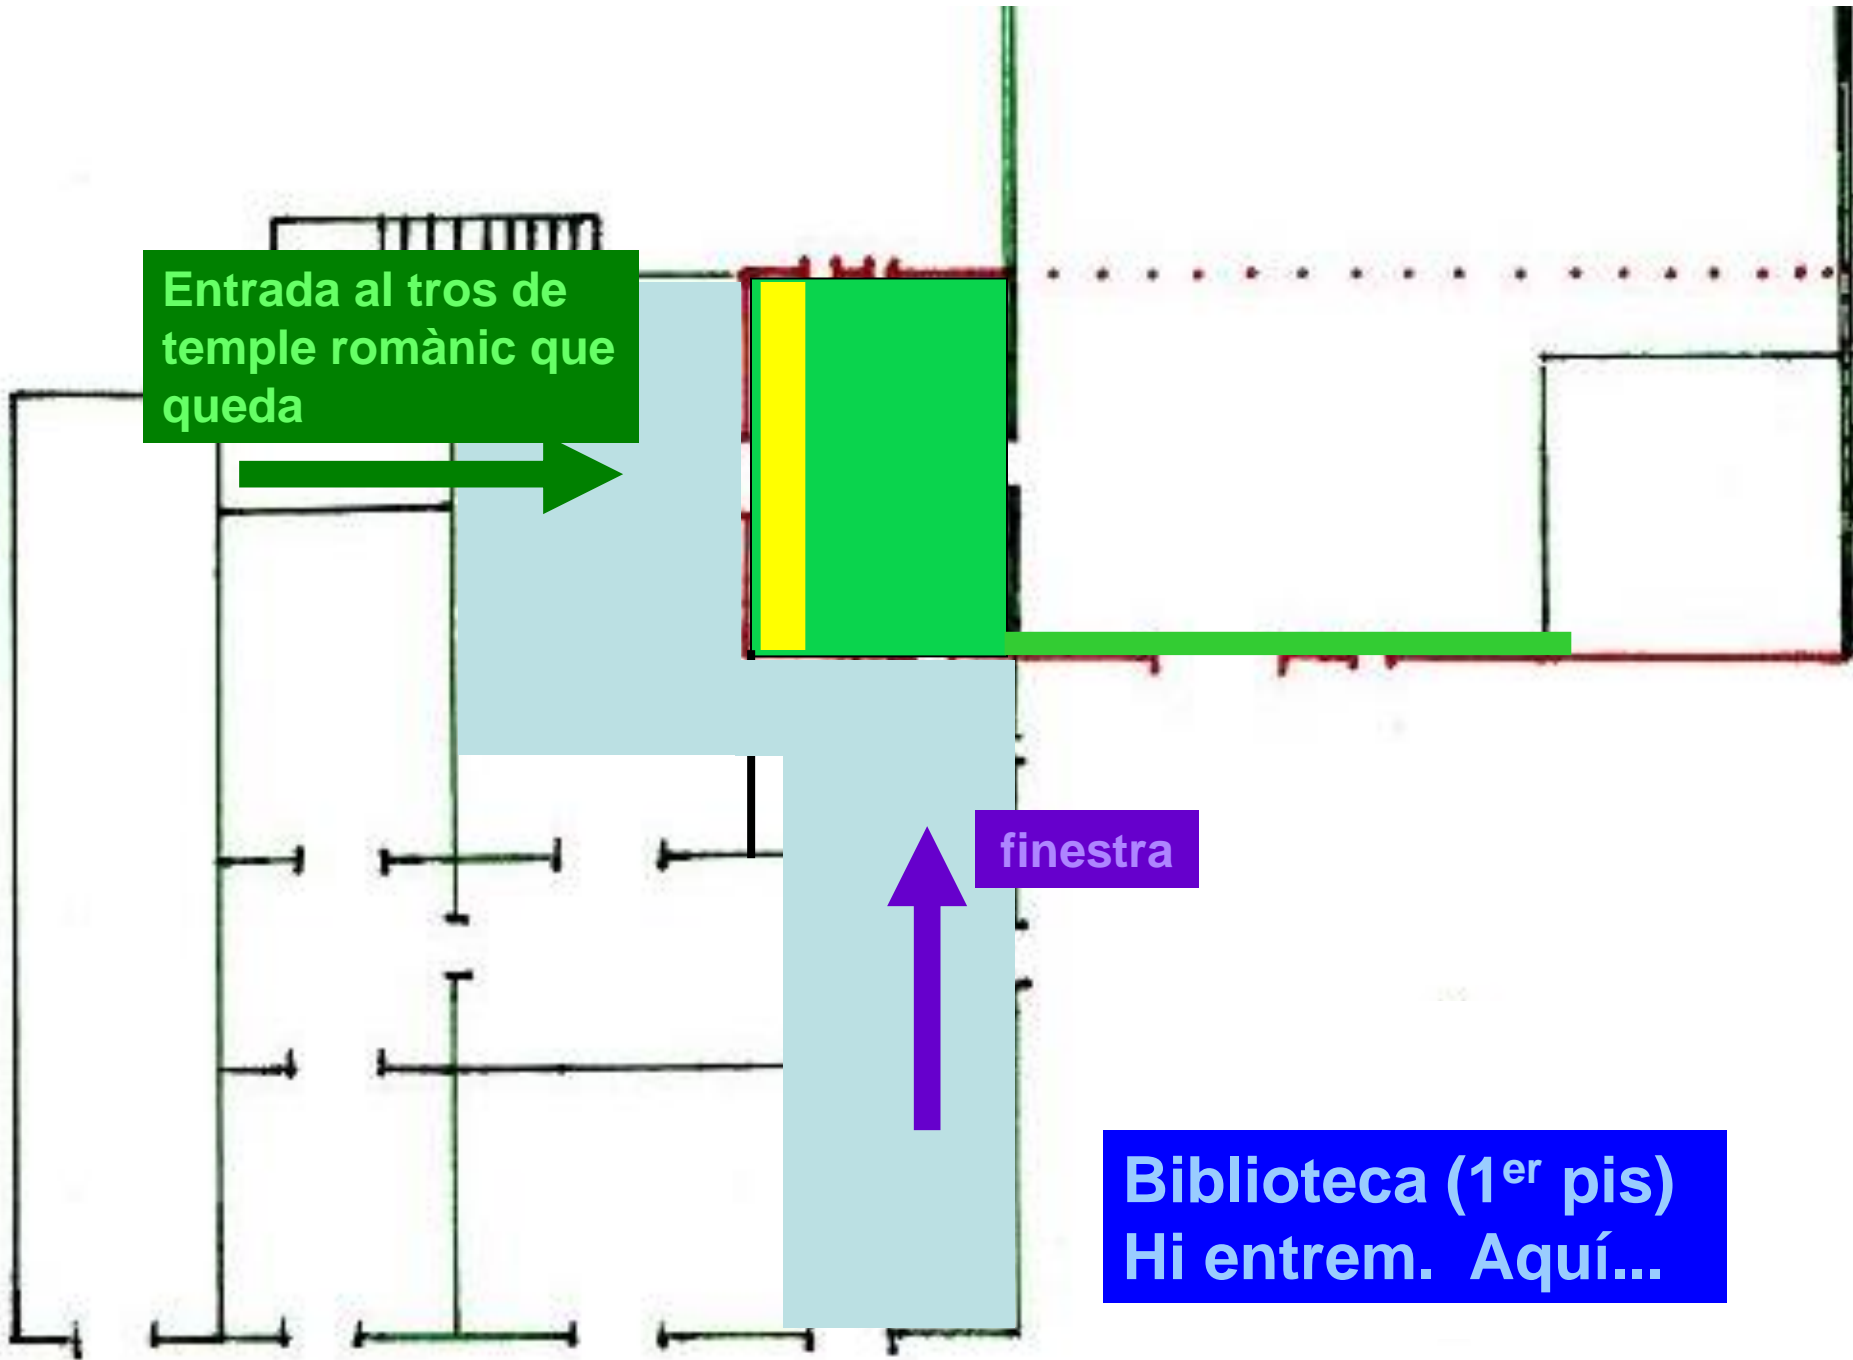 Entrada al tros de
temple romànic que
queda
finestra
Biblioteca (1er pis)
Hi entrem.  Aquí...